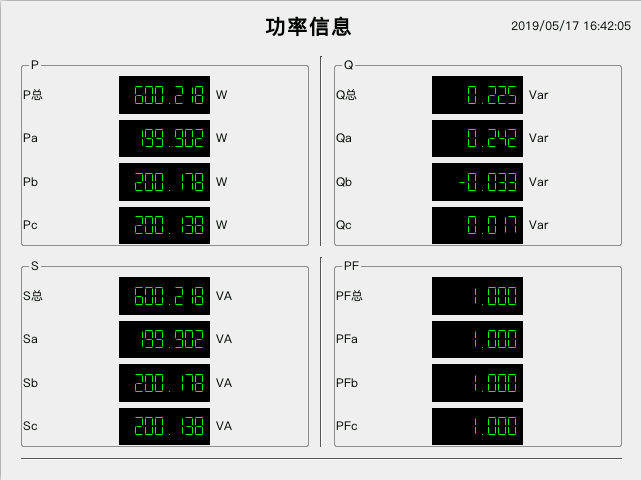 功率信息
2019/05/17 16:42:05
P
P总 600.218 W
Pa 199.902 W
Pb 200.178 W
Pc 200.138 W
Q
Q总 0.225 Var
Qa 0.242 Var
Qb -0.033 Var
Qc 0.017 Var
S
S总 600.218 VA
Sa 199.902 VA
Sb 200.178 VA
Sc 200.138 VA
PF
PF总 1.000
PFa 1.000
PFb 1.000
PFc 1.000